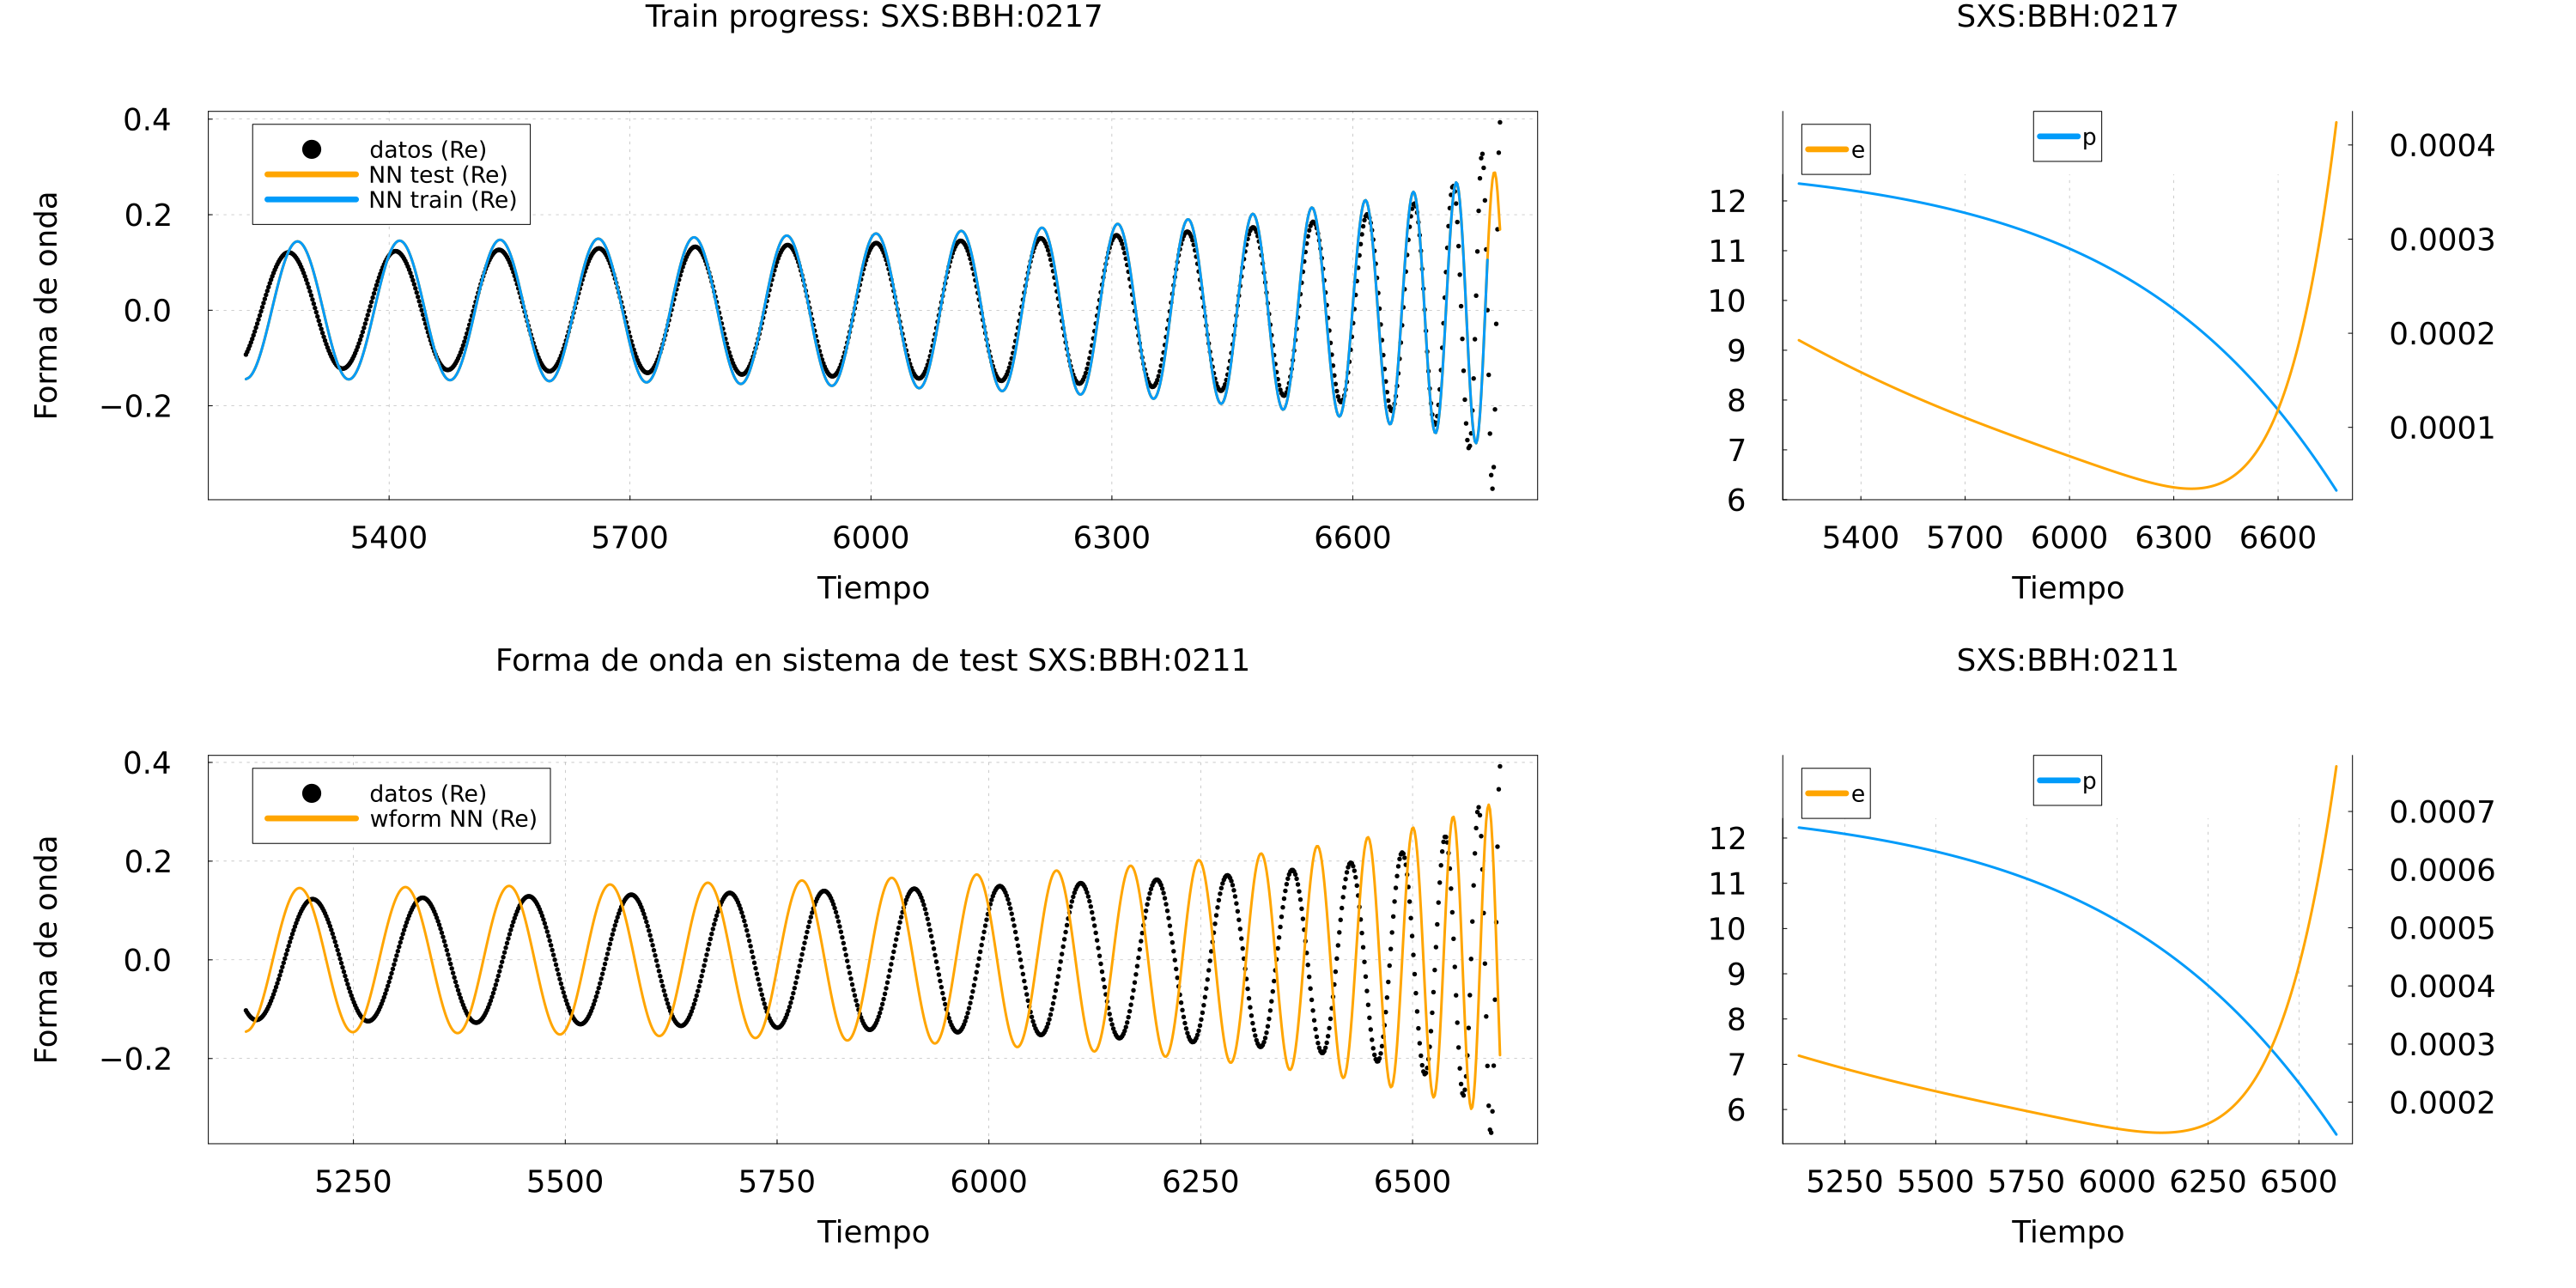 Train progress: SXS:BBH:0217
Forma de onda
0.4
0.2
0.0
−0.2
datos (Re)
NN test (Re)
NN train (Re)
5400 5700 6000 6300 6600
Tiempo
SXS:BBH:0217
e
p
12
11
10
9
8
7
6
0.0004
0.0003
0.0002
0.0001
5400 5700 6000 6300 6600
Tiempo
Forma de onda en sistema de test SXS:BBH:0211
Forma de onda
0.4
0.2
0.0
−0.2
datos (Re)
wform NN (Re)
5250 5500 5750 6000 6250 6500
Tiempo
SXS:BBH:0211
e
p
12
11
10
9
8
7
6
0.0007
0.0006
0.0005
0.0004
0.0003
0.0002
5250 5500 5750 6000 6250 6500
Tiempo